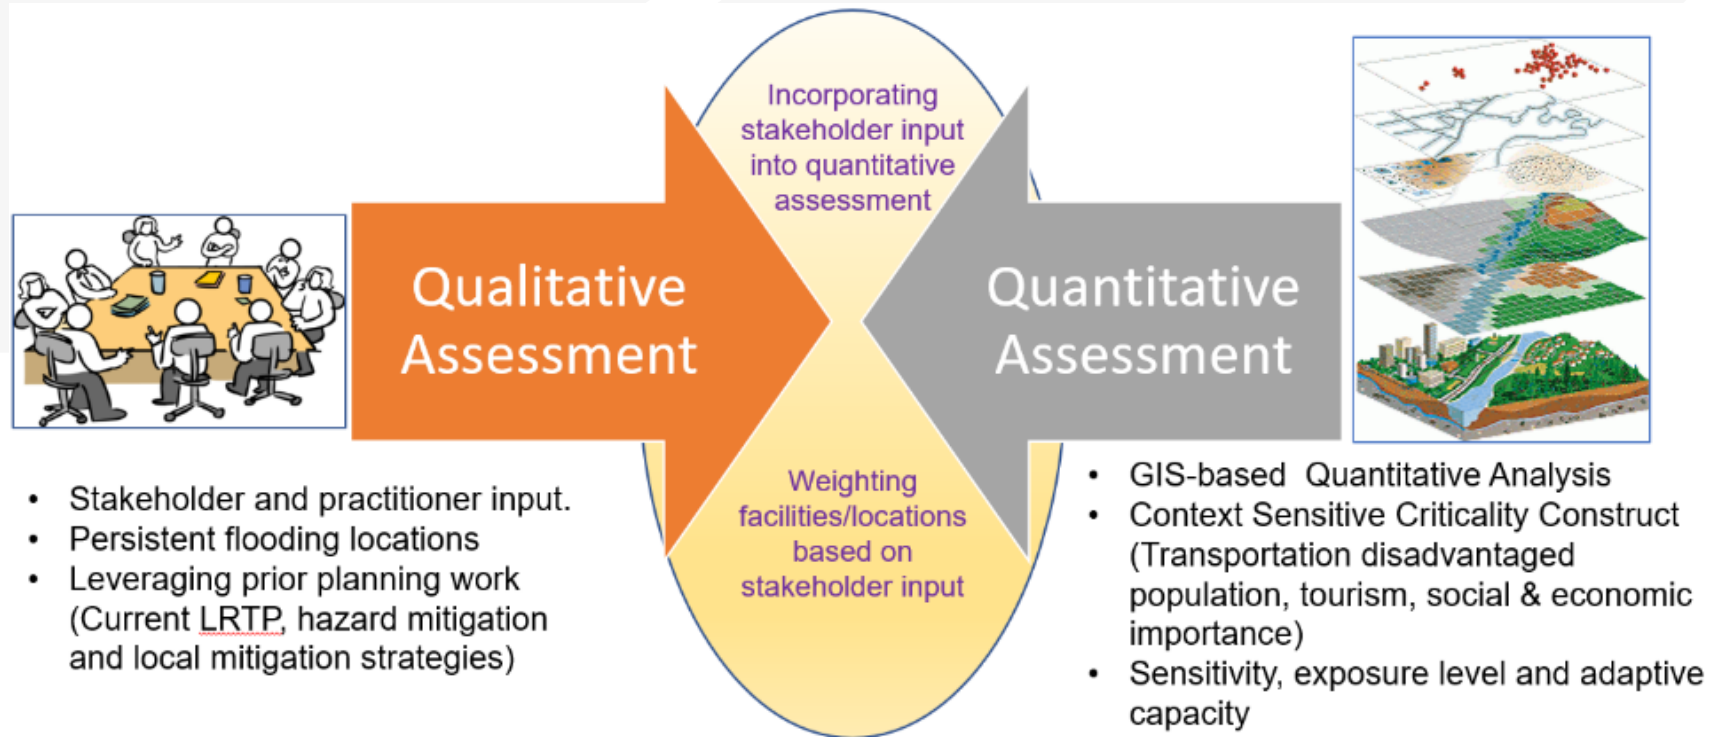 Incorporating
stakeholder input
into quantitative
assessment
Qualitative
Assessment
Quantitative
Assessment
Weighting
facilities/locations
based on
stakeholder input
• Stakeholder and practitioner input.
• Persistent flooding locations
• Leveraging prior planning work
(Current LRTP, hazard mitigation
and local mitigation strategies)
• GIS-based  Quantitative Analysis
• Context Sensitive Criticality Construct
(Transportation disadvantaged
population, tourism, social & economic
importance)
• Sensitivity, exposure level and adaptive
capacity